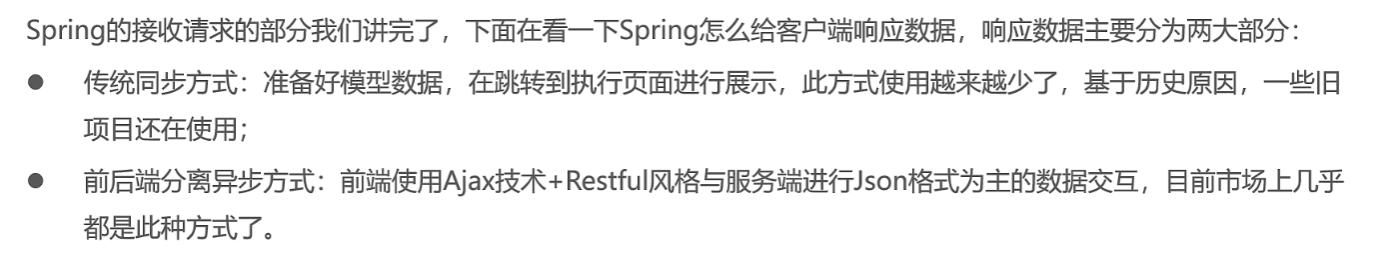 Spring的接收请求的部分我们讲完了，下面在看一下Spring怎么给客户端响应数据，响应数据主要分为两大部分：
● 传统同步方式：准备好模型数据，在跳转到执行页面进行展示，此方式使用越来越少了，基于历史原因，一些旧
项目还在使用；
● 前后端分离异步方式：前端使用Ajax技术+Restful风格与服务端进行Json格式为主的数据交互，目前市场上几乎
都是此种方式了。